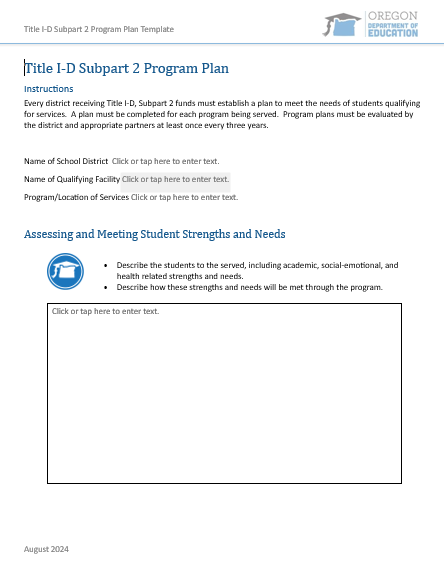 Title I-D Subpart 2 Program Plan Template
OREGON
DEPARTMENT OF
EDUCATION
Title I-D Subpart 2 Program Plan
Instructions
Every district receiving Title I-D, Subpart 2 funds must establish a plan to meet the needs of students qualifying
for services.  A plan must be completed for each program being served.  Program plans must be evaluated by
the district and appropriate partners at least once every three years.
Name of School District  Click or tap here to enter text.
Name of Qualifying Facility Click or tap here to enter text.
Program/Location of Services Click or tap here to enter text.
Assessing and Meeting Student Strengths and Needs
• Describe the students to the served, including academic, social-emotional, and
health related strengths and needs.
• Describe how these strengths and needs will be met through the program.
Click or tap here to enter text.
August 2024